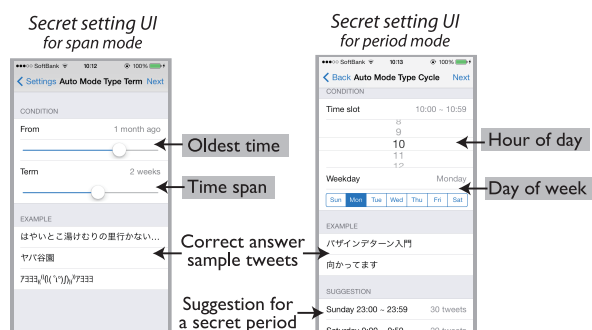 Secret setting UI
for span mode
SoftBank 10:12 100%
Settings Auto Mode Type Term Next
CONDITION
From 1 month ago
Term 2 weeks
EXAMPLE
はやいとこ湯けむりの里行かない...
ヤバ谷園
Oldest time
Time span
Correct answer
sample tweets
Suggestion for
a secret period
Secret setting UI
for period mode
SoftBank 10:13 100%
Back Auto Mode Type Cycle Next
CONDITION
Time slot 10:00 ~ 10:59
8
9
10
11
12
Weekday Monday
Sun Mon Tue Wed Thu Fri Sat
EXAMPLE
バザインデターン入門
向かってます
SUGGESTION
Sunday 23:00 ~ 23:59 30 tweets
Hour of day
Day of week